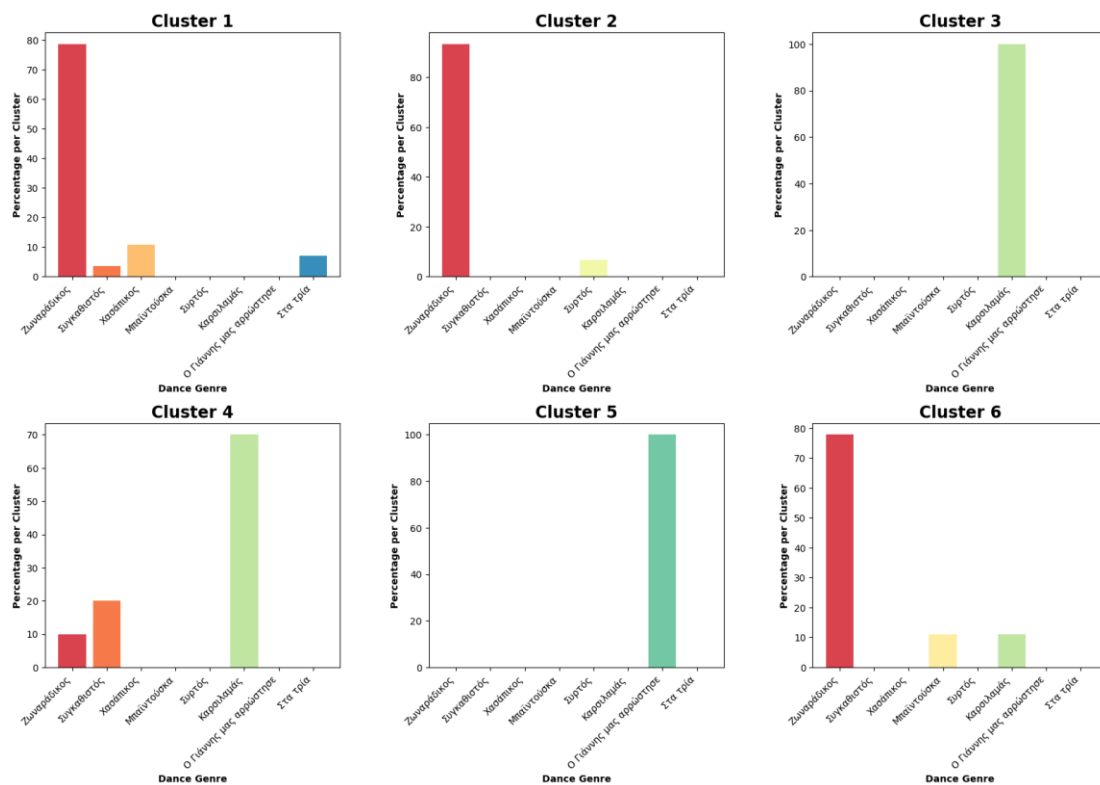 Cluster 1
80
70
60
50
40
30
20
10
0
Percentage per Cluster
Ζωναράδικος
Συγκαθιστός
Χασάπικος
Μπαϊντούσκα
Συρτός
Καρσιλαμάς
Ο Γιάννης μας αρρώστησε
Στα τρία
Dance Genre
Cluster 2
80
60
40
20
0
Percentage per Cluster
Ζωναράδικος
Συγκαθιστός
Χασάπικος
Μπαϊντούσκα
Συρτός
Καρσιλαμάς
Ο Γιάννης μας αρρώστησε
Στα τρία
Dance Genre
Cluster 3
100
80
60
40
20
0
Percentage per Cluster
Ζωναράδικος
Συγκαθιστός
Χασάπικος
Μπαϊντούσκα
Συρτός
Καρσιλαμάς
Ο Γιάννης μας αρρώστησε
Στα τρία
Dance Genre
Cluster 4
70
60
50
40
30
20
10
0
Percentage per Cluster
Ζωναράδικος
Συγκαθιστός
Χασάπικος
Μπαϊντούσκα
Συρτός
Καρσιλαμάς
Ο Γιάννης μας αρρώστησε
Στα τρία
Dance Genre
Cluster 5
100
80
60
40
20
0
Percentage per Cluster
Ζωναράδικος
Συγκαθιστός
Χασάπικος
Μπαϊντούσκα
Συρτός
Καρσιλαμάς
Ο Γιάννης μας αρρώστησε
Στα τρία
Dance Genre
Cluster 6
80
70
60
50
40
30
20
10
0
Percentage per Cluster
Ζωναράδικος
Συγκαθιστός
Χασάπικος
Μπαϊντούσκα
Συρτός
Καρσιλαμάς
Ο Γιάννης μας αρρώστησε
Στα τρία
Dance Genre